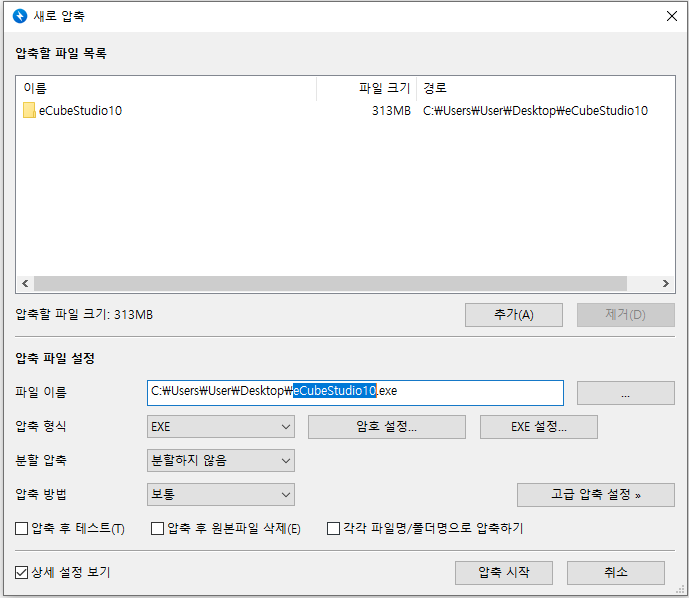 새로 압축
압축할 파일 목록
이름 파일 크기 경로
eCubeStudio10 313MB C:₩Users₩User₩Desktop₩eCubeStudio10
압축할 파일 크기: 313MB 추가(A) 제거(D)
압축 파일 설정
파일 이름 C:₩Users₩User₩Desktop₩eCubeStudio10.exe ...
압축 형식 EXE 암호 설정... EXE 설정...
분할 압축 분할하지 않음
압축 방법 보통 고급 압축 설정 »
압축 후 테스트(T) 압축 후 원본파일 삭제(E) 각각 파일명/폴더명으로 압축하기
상세 설정 보기 압축 시작 취소